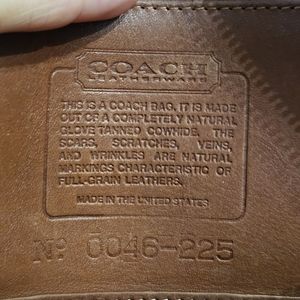 COACH
LEATHERWARE
THIS IS A COACH BAG. IT IS MADE
OUT OF A COMPLETELY NATURAL
GLOVE TANNED COWHIDE. THE
SCARS, SCRATCHES, VEINS,
AND WRINKLES ARE NATURAL
MARKINGS CHARACTERISTIC OF
FULL-GRAIN LEATHERS.
MADE IN THE UNITED STATES
Nº 0046-225